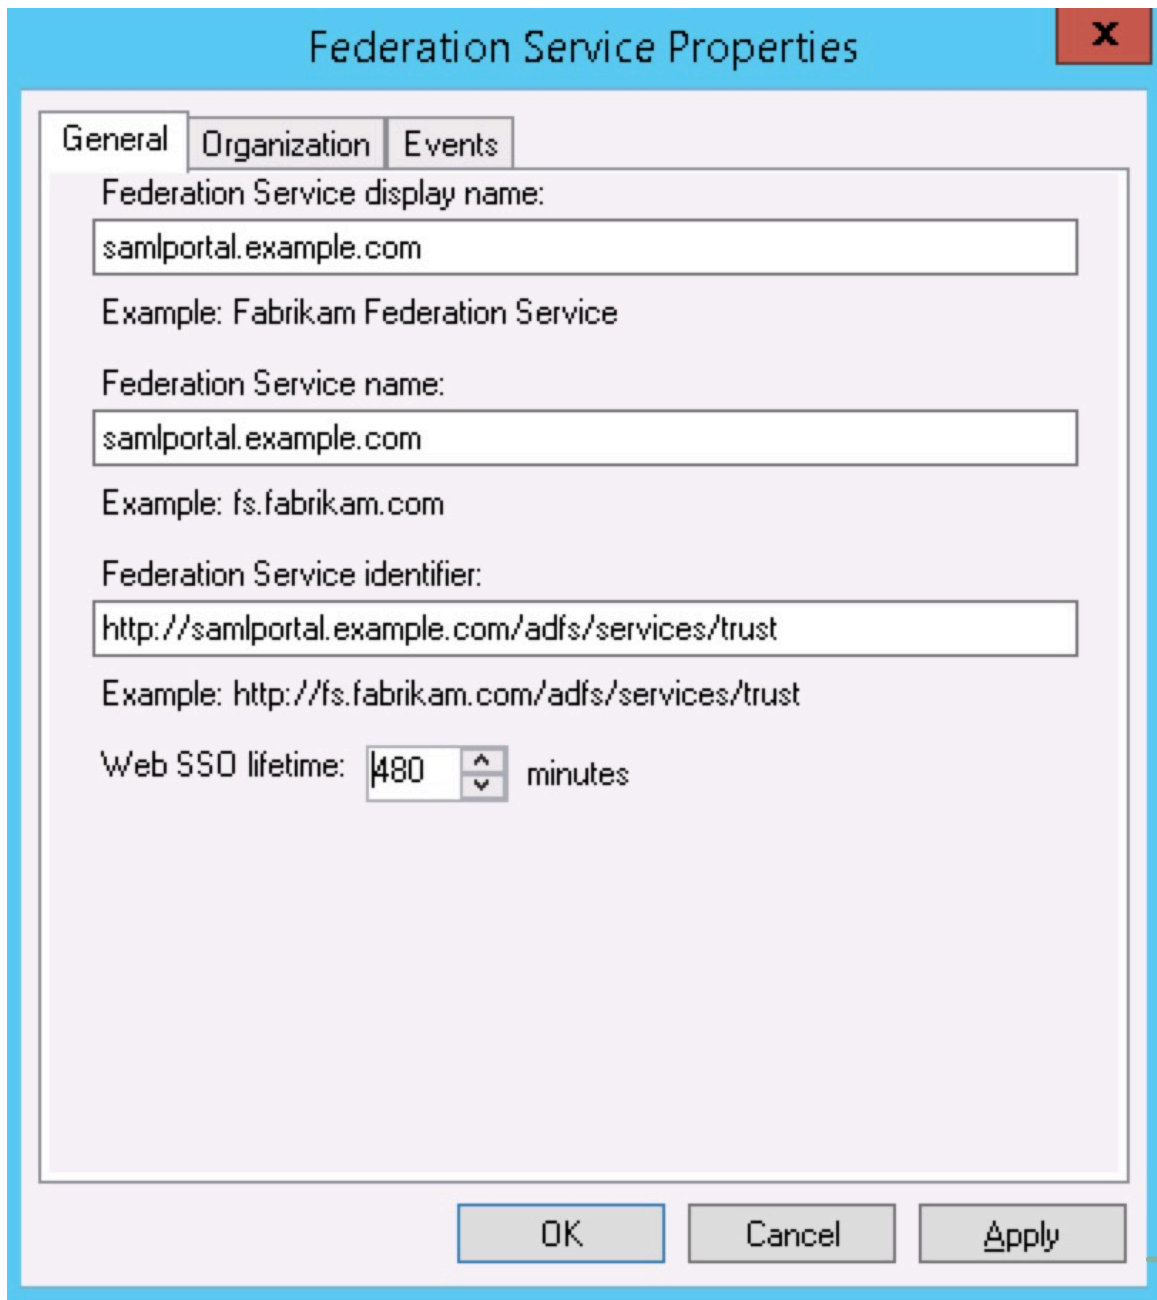 Federation Service Properties
x
General Organization Events
Federation Service display name:
samlportal.example.com
Example: Fabrikam Federation Service
Federation Service name:
samlportal.example.com
Example: fs.fabrikam.com
Federation Service identifier:
http://samlportal.example.com/adfs/services/trust
Example: http://fs.fabrikam.com/adfs/services/trust
Web SSO lifetime: 480 minutes
OK Cancel Apply